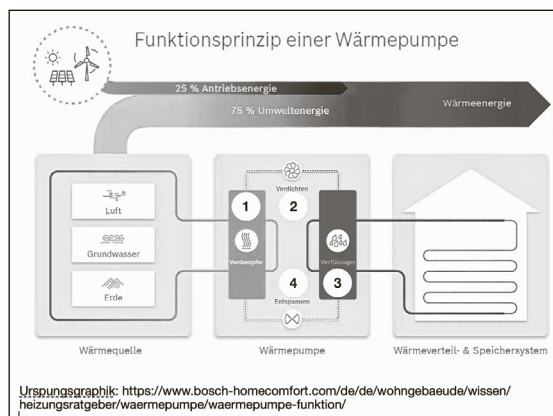 Funktionsprinzip einer Wärmepumpe
25 % Antriebsenergie
75 % Umweltenergie
Wärmeenergie
Luft
Grundwasser
Erde
1
Verdampfer
Verdichten
2
4
Entspannen
Verflüssiger
3
Wärmequelle
Wärmepumpe
Wärmeverteil- & Speichersystem
Urspungsgraphik: https://www.bosch-homecomfort.com/de/de/wohngebaeude/wissen/
heizungsratgeber/waermepumpe/waermepumpe-funktion/